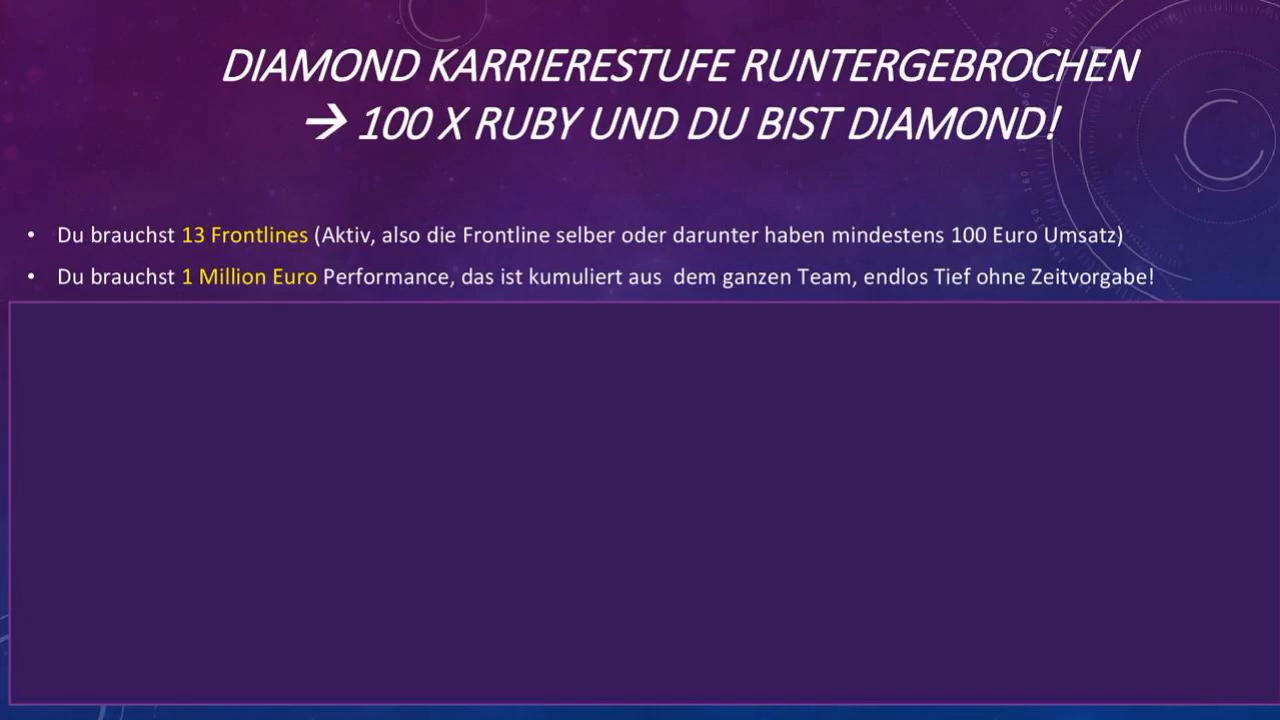 DIAMOND KARRIERESTUFE RUNTERGEBROCHEN
→ 100 X RUBY UND DU BIST DIAMOND!
• Du brauchst 13 Frontlines (Aktiv, also die Frontline selber oder darunter haben mindestens 100 Euro Umsatz)
• Du brauchst 1 Million Euro Performance, das ist kumuliert aus dem ganzen Team, endlos Tief ohne Zeitvorgabe!